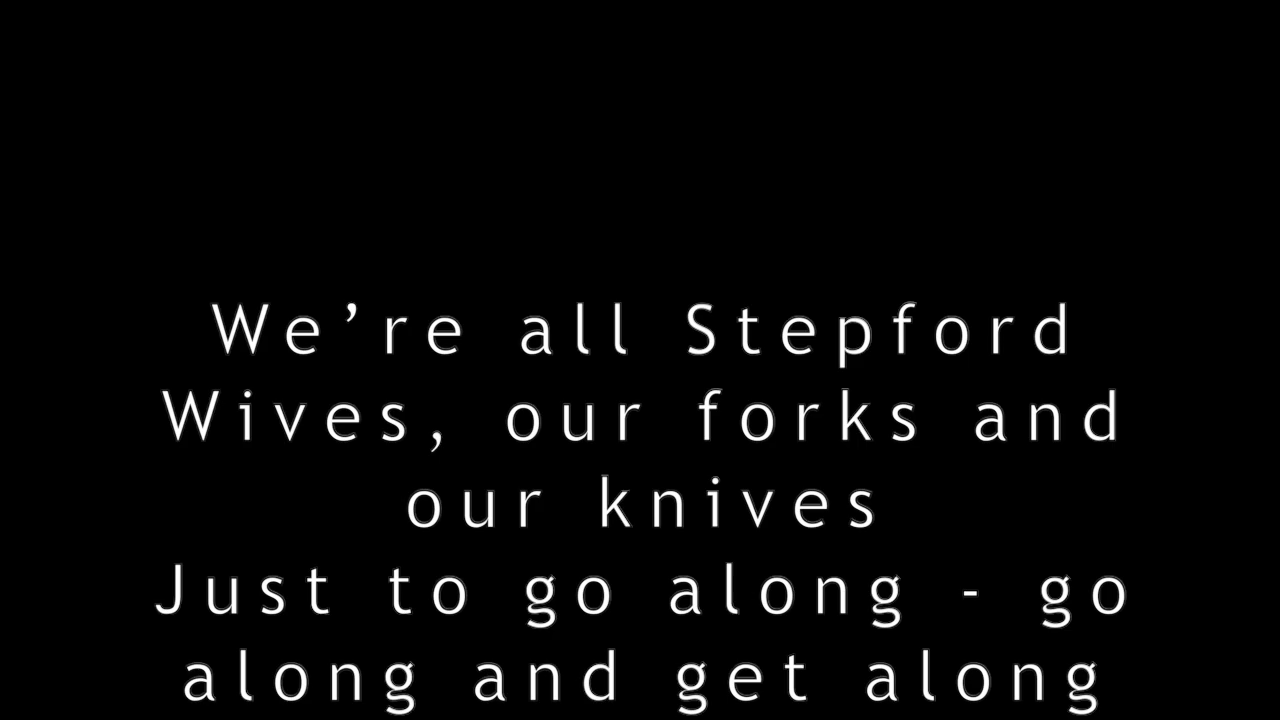 We’re all Stepford
Wives, our forks and
our knives
Just to go along - go
along and get along